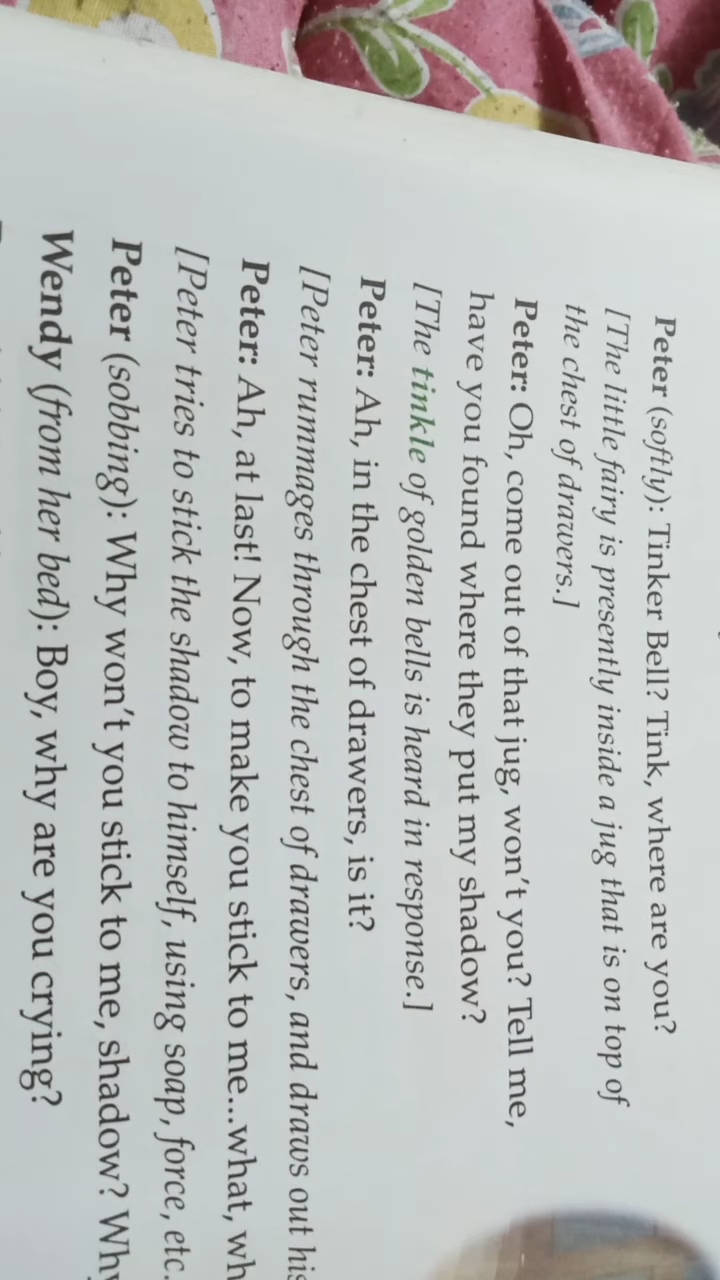 Peter (softly): Tinker Bell? Tink, where are you?
[The little fairy is presently inside a jug that is on top of
the chest of drawers.]
Peter: Oh, come out of that jug, won't you? Tell me,
have you found where they put my shadow?
[The tinkle of golden bells is heard in response.]
Peter: Ah, in the chest of drawers, is it?
[Peter rummages through the chest of drawers, and draws out his
Peter: Ah, at last! Now, to make you stick to me...what,
[Peter tries to stick the shadow to himself, using soap, force, etc.
Peter (sobbing): Why won't you stick to me, shadow? Why
Wendy (from her bed): Boy, why are you crying?